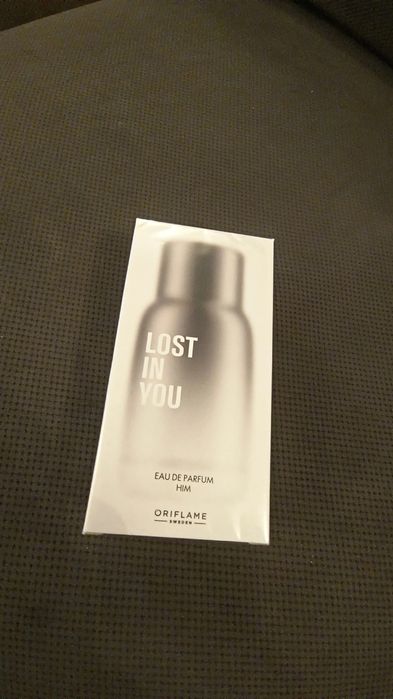 LOST
IN
YOU
EAU DE PARFUM
HIM
ORIFLAME
SWEDEN